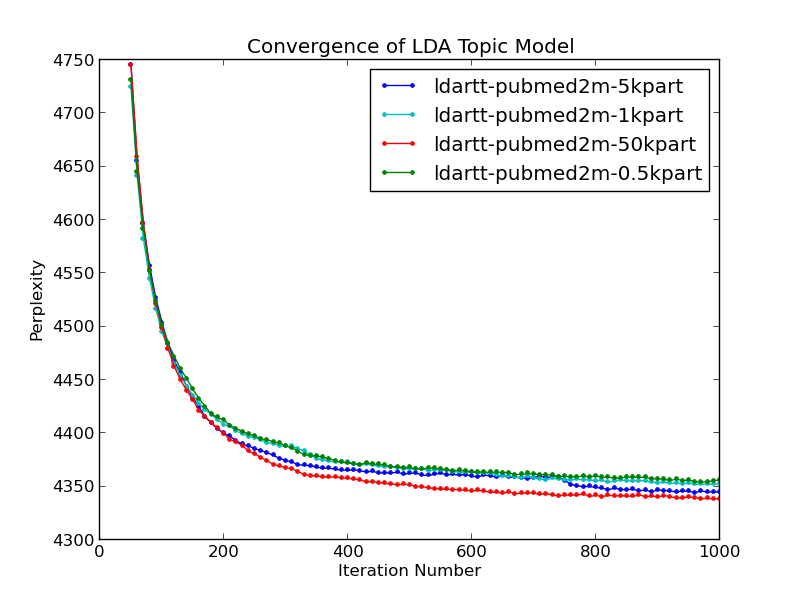 Convergence of LDA Topic Model
4750
4700
4650
4600
4550
4500
4450
4400
4350
4300
Perplexity
ldartt-pubmed2m-5kpart
ldartt-pubmed2m-1kpart
ldartt-pubmed2m-50kpart
ldartt-pubmed2m-0.5kpart
0 200 400 600 800 1000
Iteration Number